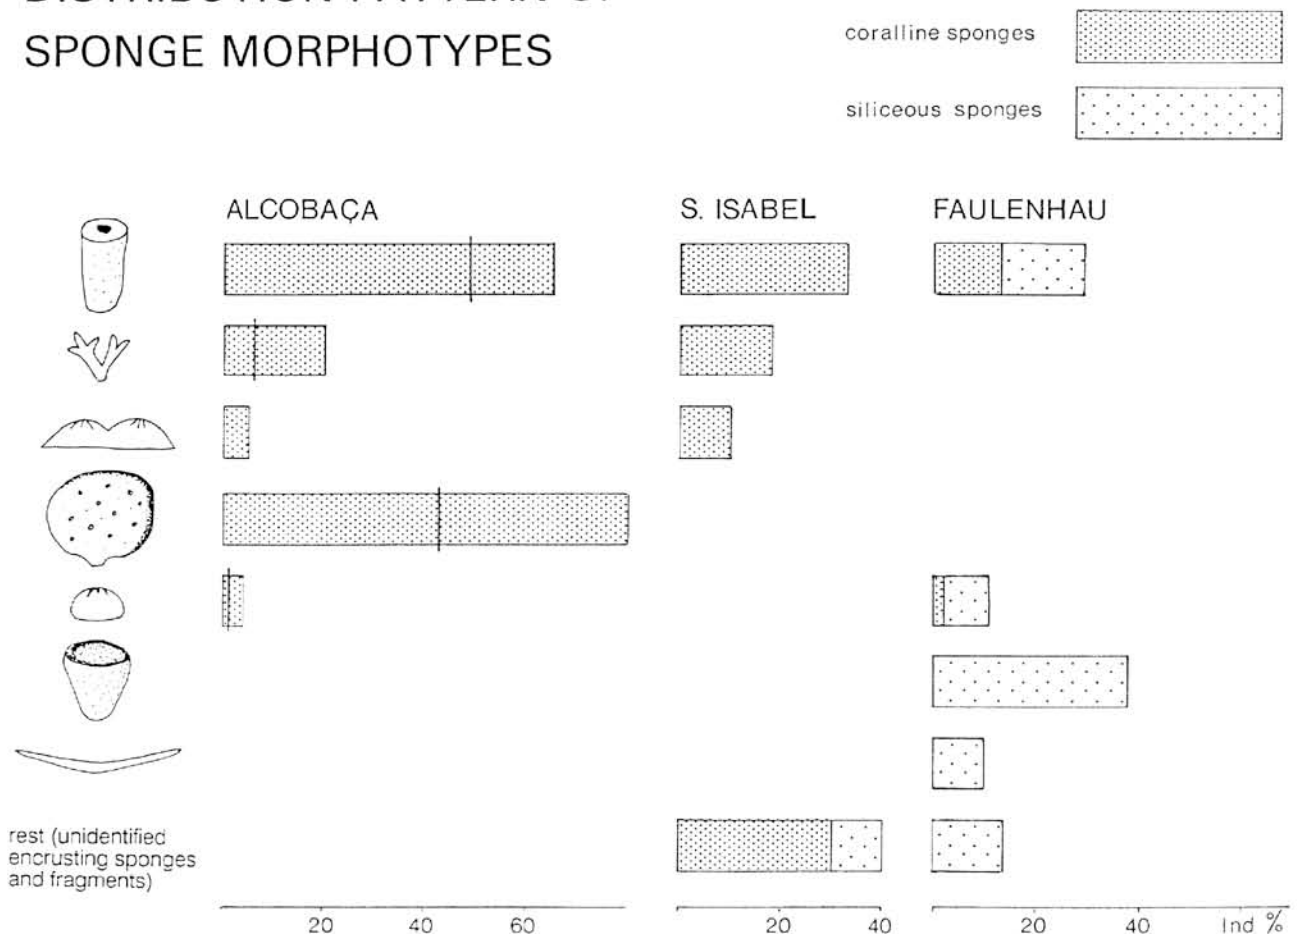 SPONGE MORPHOTYPES
coralline sponges
siliceous sponges
ALCOBAÇA
S. ISABEL
FAULENHAU
rest (unidentified
encrusting sponges
and fragments)
20 40 60
20 40
20 40 Ind %